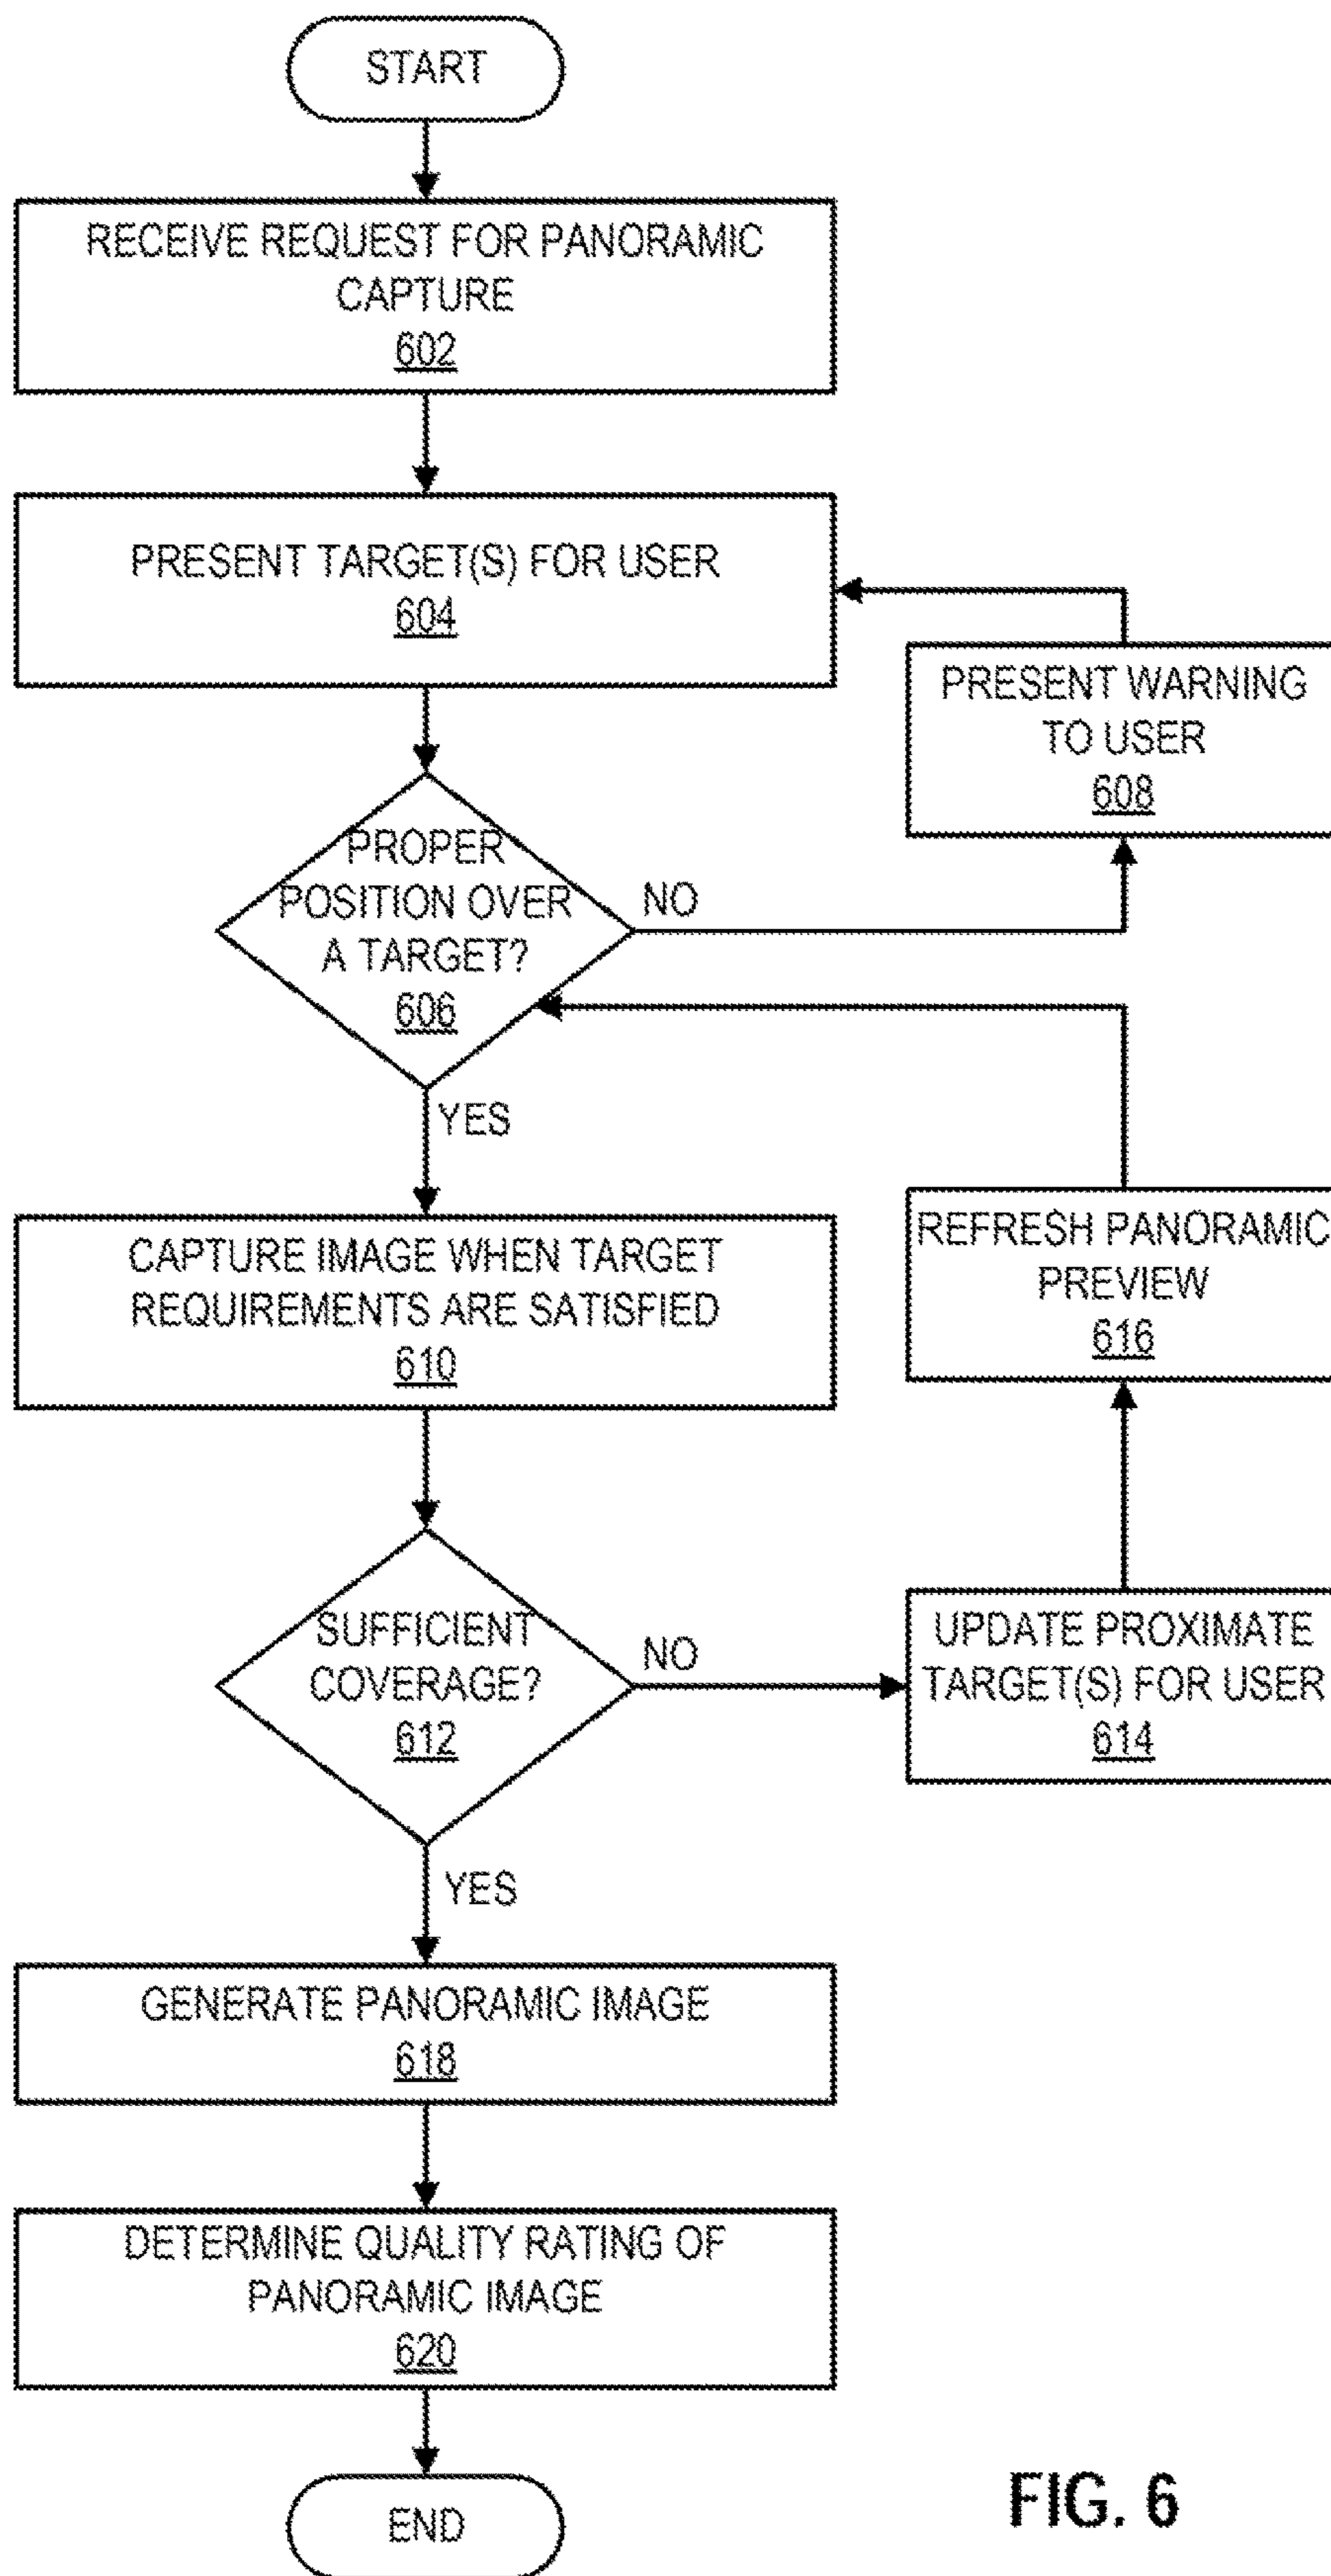 START
RECEIVE REQUEST FOR PANORAMIC
CAPTURE
602
PRESENT TARGET(S) FOR USER
604
PRESENT WARNING
TO USER
608
PROPER
POSITION OVER
A TARGET?
606
NO
YES
CAPTURE IMAGE WHEN TARGET
REQUIREMENTS ARE SATISFIED
610
REFRESH PANORAMIC
PREVIEW
616
SUFFICIENT
COVERAGE?
612
NO
UPDATE PROXIMATE
TARGET(S) FOR USER
614
YES
GENERATE PANORAMIC IMAGE
618
DETERMINE QUALITY RATING OF
PANORAMIC IMAGE
620
END
FIG. 6